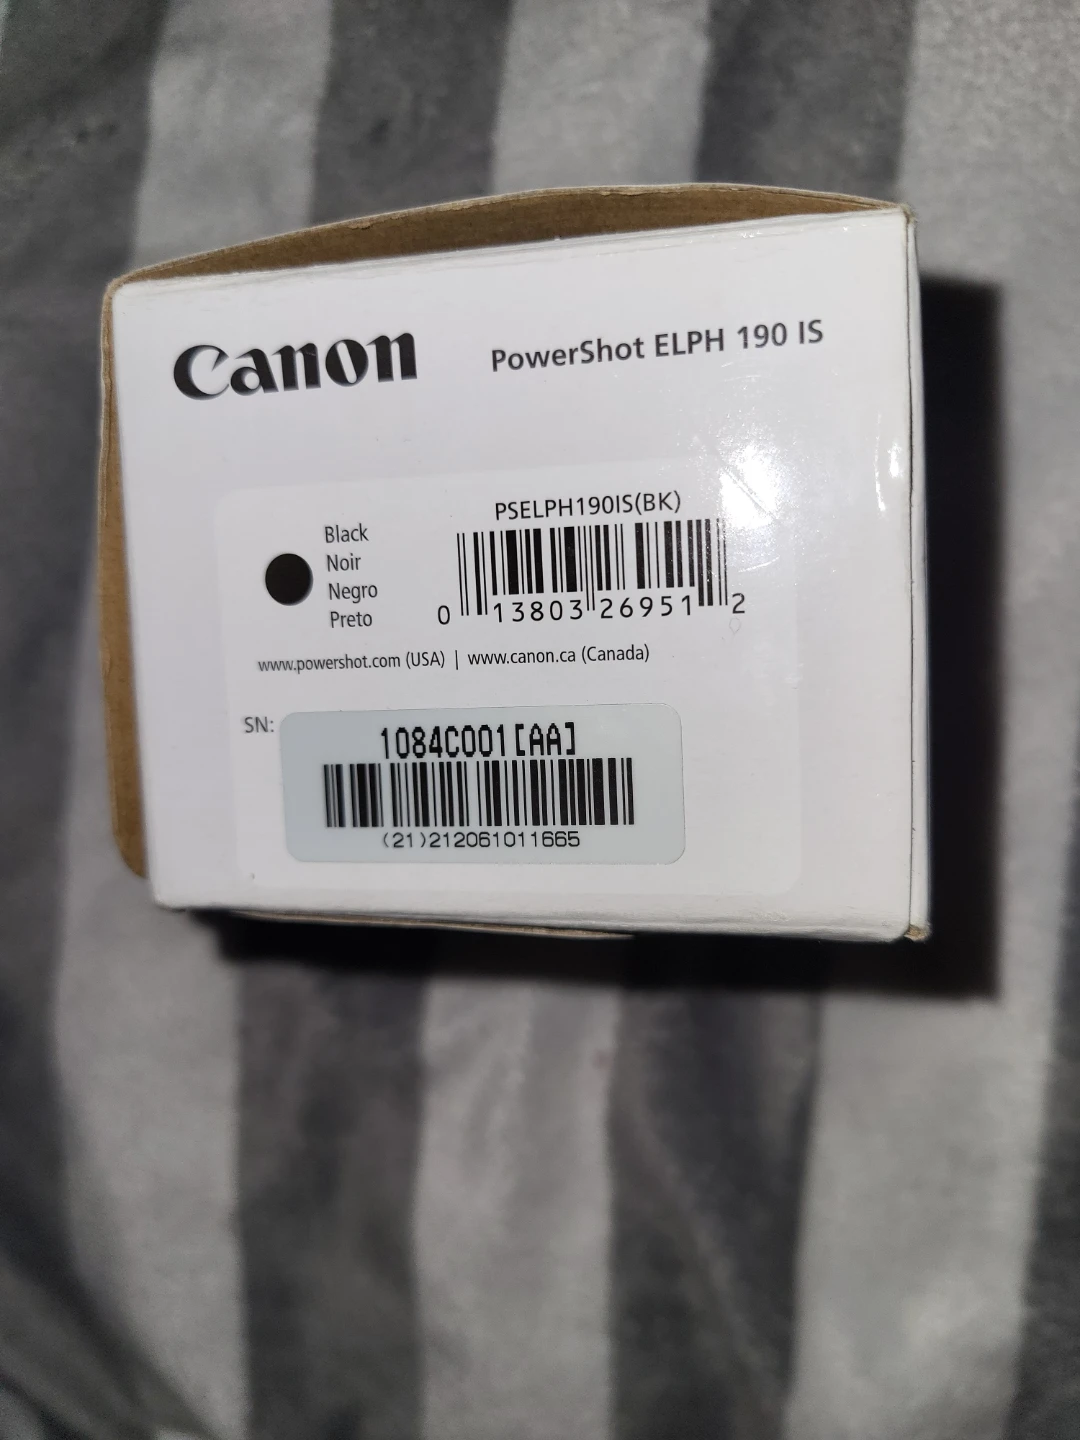 Canon PowerShot ELPH 190 IS
PSELPH190IS(BK)
Black
Noir
Negro
Preto
0 13803 26951 2
www.powershot.com (USA) | www.canon.ca (Canada)
SN:
1084C001[AA]
(21)212061011665